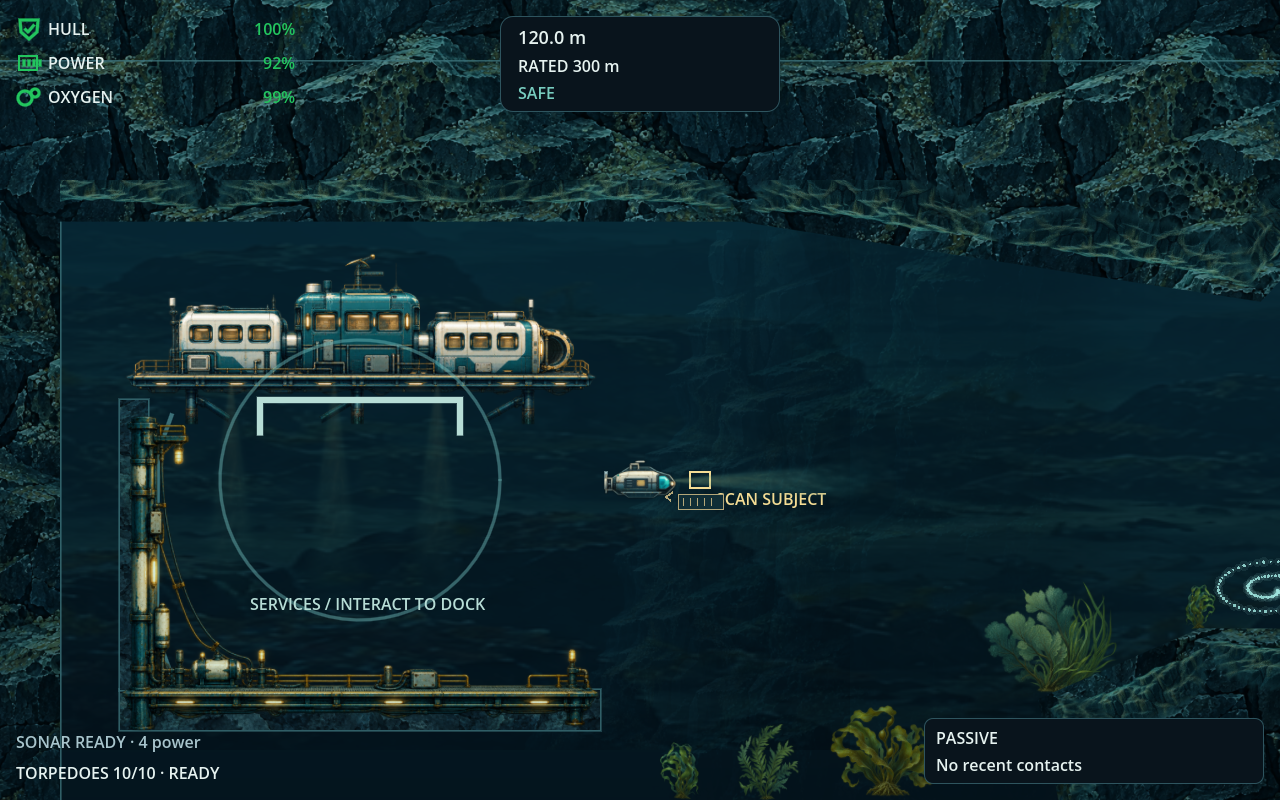 HULL 100%
POWER 92%
OXYGEN 99%
120.0 m
RATED 300 m
SAFE
CAN SUBJECT
SERVICES / INTERACT TO DOCK
SONAR READY · 4 power
TORPEDOES 10/10 · READY
PASSIVE
No recent contacts